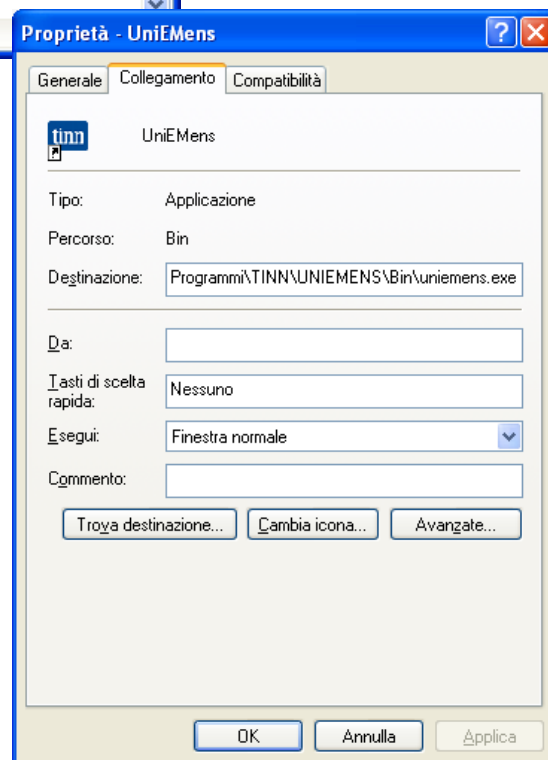 Proprietà - UniEMens
Generale Collegamento Compatibilità
tinn UniEMens
Tipo: Applicazione
Percorso: Bin
Destinazione: Programmi\TINN\UNIEMENS\Bin\uniemens.exe
Da:
Tasti di scelta rapida: Nessuno
Esegui: Finestra normale
Commento:
Trova destinazione... Cambia icona... Avanzate...
OK Annulla Applica